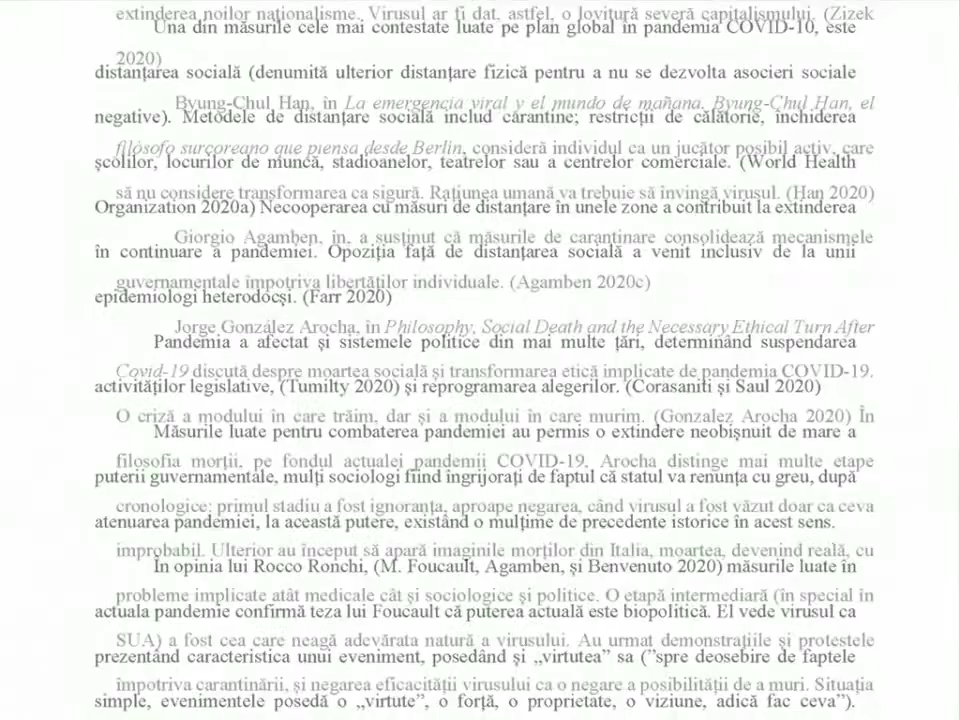 extinderea noilor naționalisme. Virusul ar fi dat, astfel, o lovitură severă capitalismului. (Zizek
Una din măsurile cele mai contestate luate pe plan global în pandemia COVID-10, este
2020)
distanțarea socială (denumită ulterior distanțare fizică pentru a nu se dezvolta asocieri sociale
Byung-Chul Han, în La emergencia viral y el mundo de mañana. Byung-Chul Han, el
negative). Metodele de distanțare socială includ carantine; restricții de călătorie, închiderea
filósofo surcoreano que piensa desde Berlín, consideră individul ca un jucător posibil activ, care
școlilor, locurilor de muncă, stadioanelor, teatrelor sau a centrelor comerciale. (World Health
să nu considere transformarea ca sigură. Rațiunea umană va trebuie să învingă virusul. (Han 2020)
Organization 2020a) Necooperarea cu măsuri de distanțare în unele zone a contribuit la extinderea
Giorgio Agamben, în, a susținut că măsurile de carantinare consolidează mecanismele
în continuare a pandemiei. Opoziția față de distanțarea socială a venit inclusiv de la unii
guvernamentale împotriva libertăților individuale. (Agamben 2020c)
epidemiologi heterodocși. (Farr 2020)
Jorge González Arocha, în Philosophy, Social Death and the Necessary Ethical Turn After
Pandemia a afectat și sistemele politice din mai multe țări, determinând suspendarea
Covid-19 discută despre moartea socială și transformarea etică implicate de pandemia COVID-19.
activităților legislative, (Tumilty 2020) și reprogramarea alegerilor. (Corasaniti și Saul 2020)
O criză a modului în care trăim, dar și a modului în care murim. (Gonzalez Arocha 2020) În
Măsurile luate pentru combaterea pandemiei au permis o extindere neobișnuit de mare a
filosofia morții, pe fondul actualei pandemii COVID-19, Arocha distinge mai multe etape
puterii guvernamentale, mulți sociologi fiind îngrijorați de faptul că statul va renunța cu greu, după
cronologice: primul stadiu a fost ignoranța, aproape negarea, când virusul a fost văzut doar ca ceva
atenuarea pandemiei, la această putere, existând o mulțime de precedente istorice în acest sens.
improbabil. Ulterior au început să apară imaginile morților din Italia, moartea, devenind reală, cu
În opinia lui Rocco Ronchi, (M. Foucault, Agamben, și Benvenuto 2020) măsurile luate în
probleme implicate atât medicale cât și sociologice și politice. O etapă intermediară (în special în
actuala pandemie confirmă teza lui Foucault că puterea actuală este biopolitică. El vede virusul ca
SUA) a fost cea care neagă adevărata natură a virusului. Au urmat demonstrațiile și protestele
prezentând caracteristica unui eveniment, posedând și „virtutea” sa (”spre deosebire de faptele
împotriva carantinării, și negarea eficacității virusului ca o negare a posibilității de a muri. Situația
simple, evenimentele posedă o „virtute”, o forță, o proprietate, o viziune, adică fac ceva”).